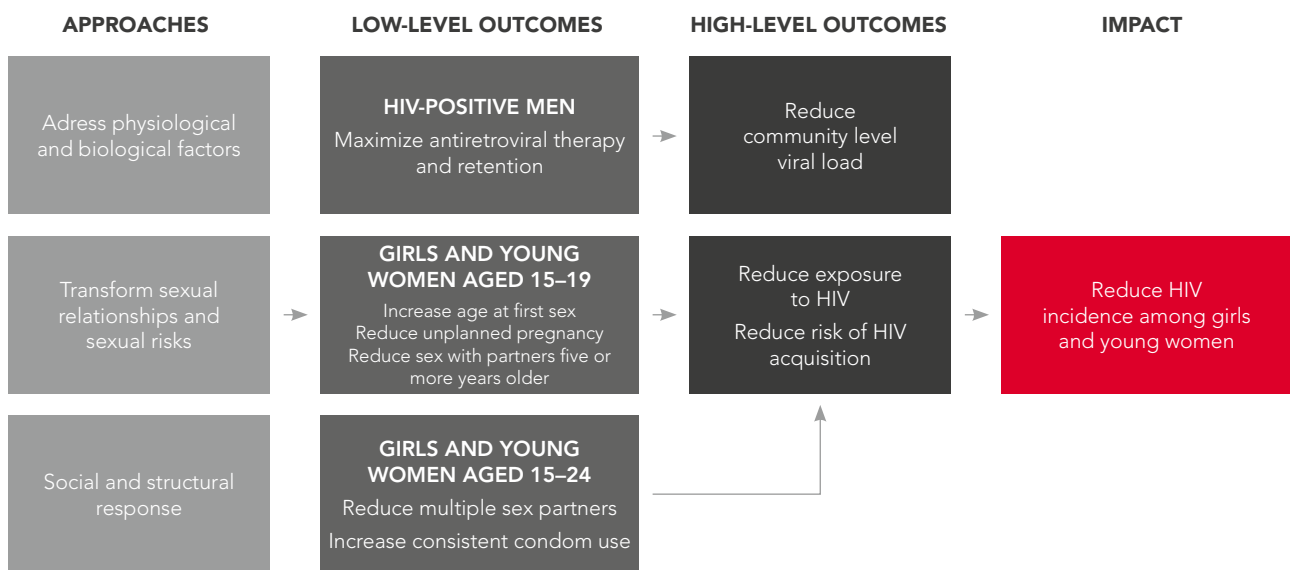 APPROACHES
LOW-LEVEL OUTCOMES
HIGH-LEVEL OUTCOMES
IMPACT
Adress physiological
and biological factors
HIV-POSITIVE MEN
Maximize antiretroviral therapy
and retention
Reduce
community level
viral load
Transform sexual
relationships and
sexual risks
GIRLS AND YOUNG
WOMEN AGED 15–19
Increase age at first sex
Reduce unplanned pregnancy
Reduce sex with partners five or
more years older
Reduce exposure
to HIV
Reduce risk of HIV
acquisition
Reduce HIV
incidence among girls
and young women
Social and structural
response
GIRLS AND YOUNG
WOMEN AGED 15–24
Reduce multiple sex partners
Increase consistent condom use